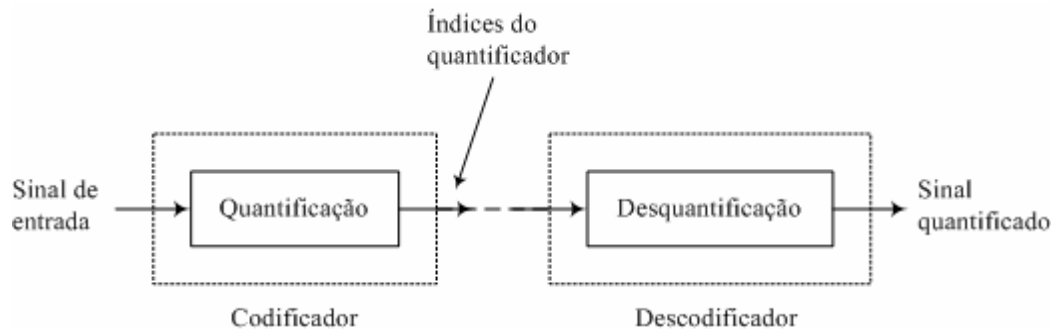 Índices do
quantificador
Sinal de
entrada
Quantificação
Desquantificação
Sinal
quantificado
Codificador
Descodificador